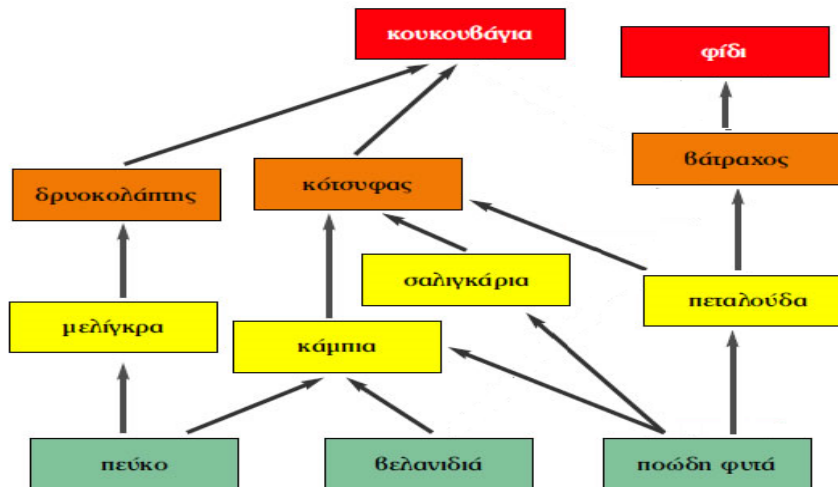 κουκουβάγια
φίδι
βάτραχος
δρυοκολάπτης
κότσυφας
σαλιγκάρια
πεταλούδα
μελίγκρα
κάμπια
πεύκο
βελανιδιά
ποώδη φυτά